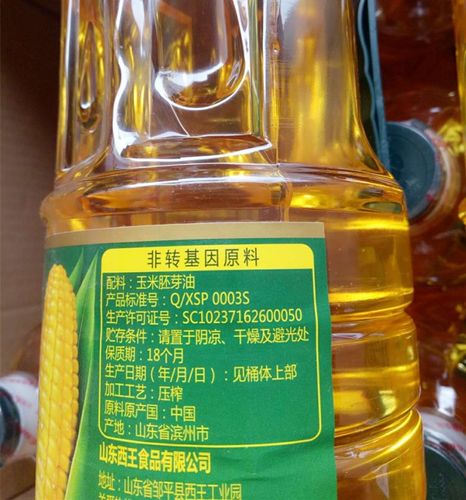 非转基因原料
配料：玉米胚芽油
产品标准号：Q/XSP 0003S
生产许可证号：SC10237162600050
贮存条件：请置于阴凉、干燥及避光处
保质期：18个月
生产日期（年/月/日）：见桶体上部
加工工艺：压榨
原料原产国：中国
产地：山东省滨州市
山东西王食品有限公司
地址：山东省邹平县西王工业园